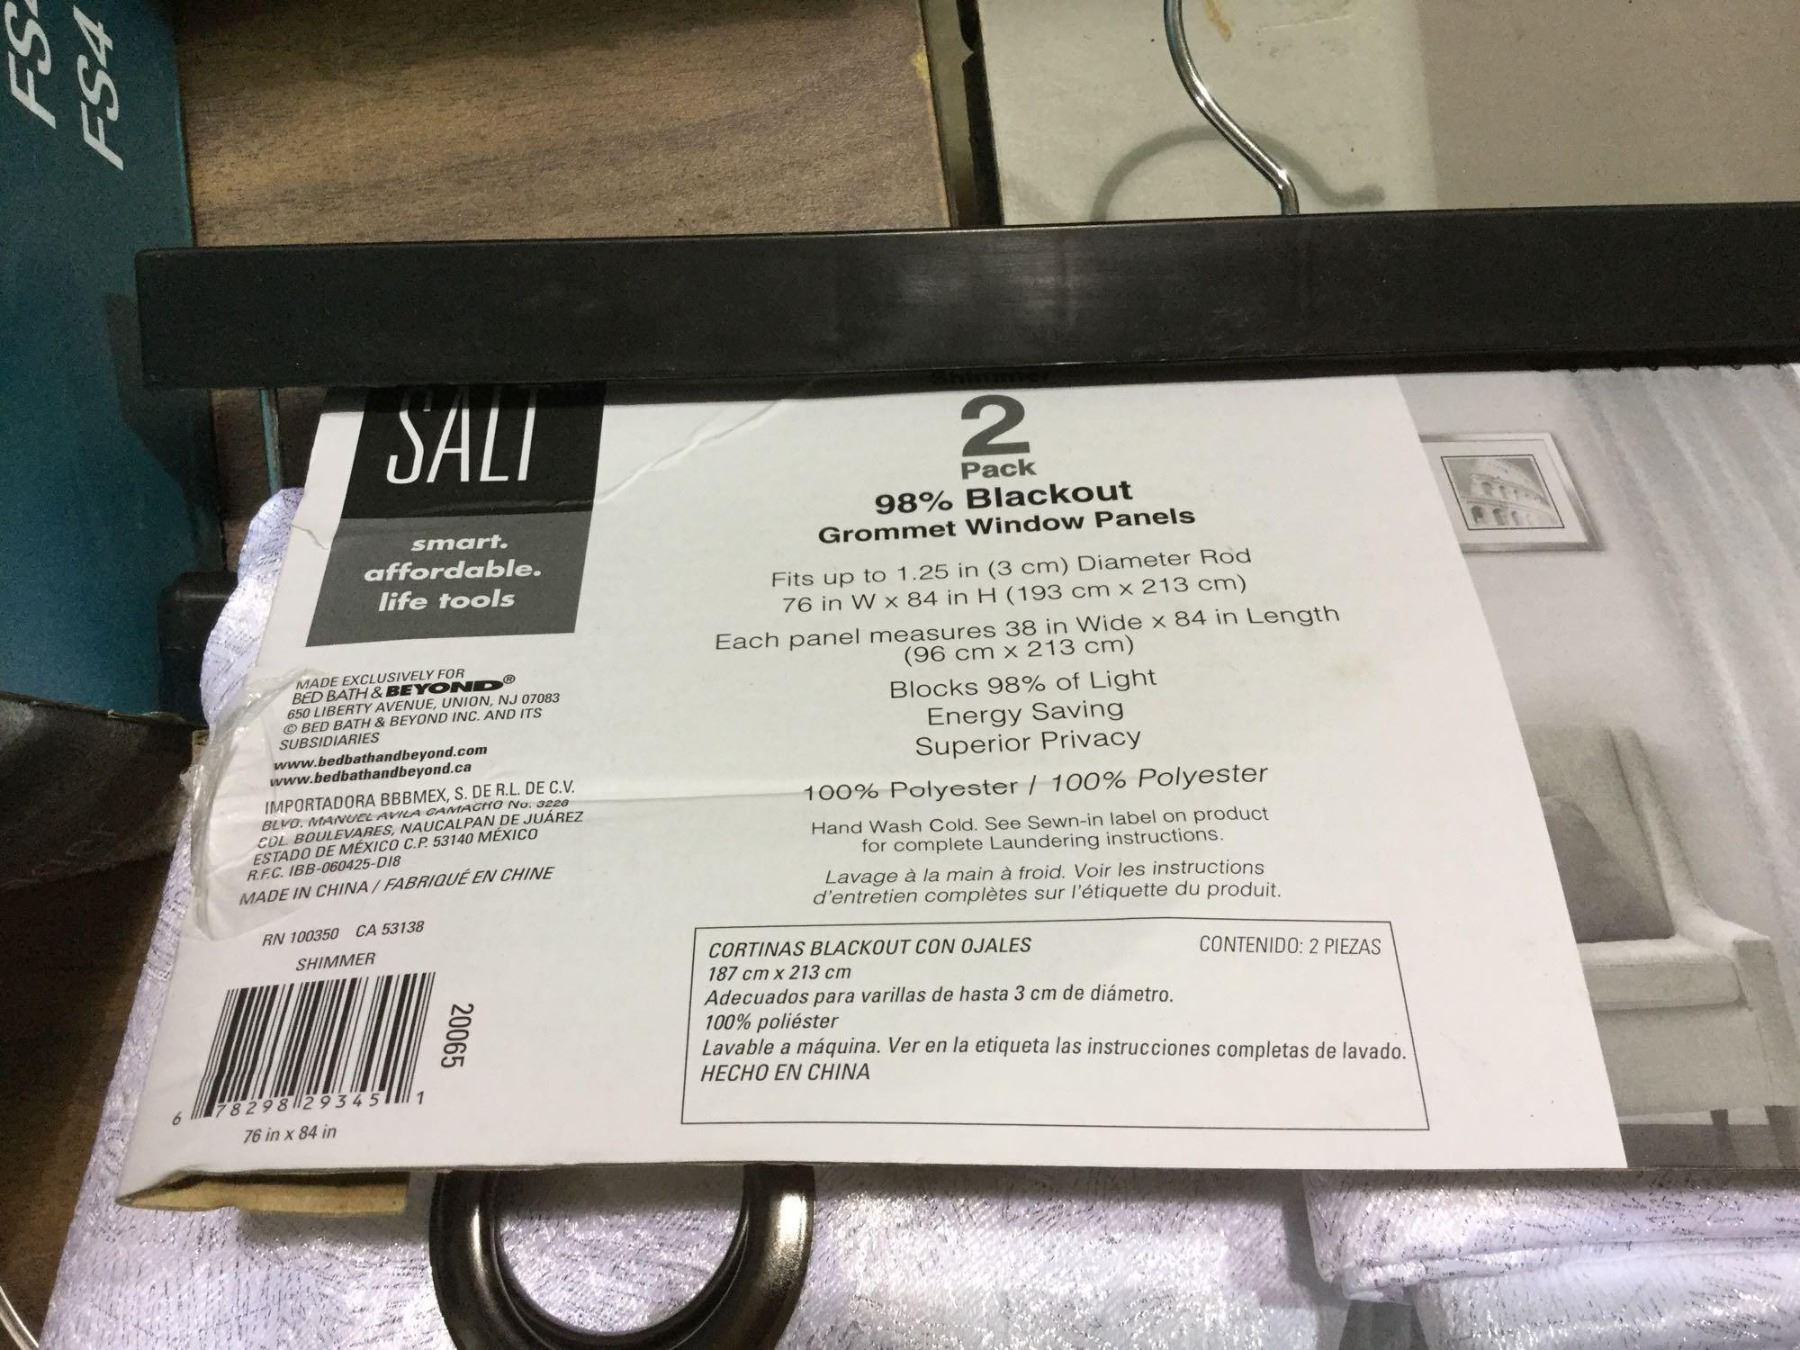 FS4
SALT
smart.
affordable.
life tools
MADE EXCLUSIVELY FOR
BED BATH & BEYOND®
650 LIBERTY AVENUE, UNION, NJ 07083
© BED BATH & BEYOND INC. AND ITS
SUBSIDIARIES
www.bedbathandbeyond.com
www.bedbathandbeyond.ca
IMPORTADORA BBBMEX, S. DE R.L. DE C.V.
BLVD. MANUEL AVILA CAMACHO No. 3228
COL. BOULEVARES, NAUCALPAN DE JUÁREZ
ESTADO DE MÉXICO C.P. 53140 MÉXICO
R.F.C. IBB-060425-DI8
MADE IN CHINA / FABRIQUÉ EN CHINE
RN 100350 CA 53138
SHIMMER
20065
6 78298 29345 1
76 in x 84 in
Shimmer
2
Pack
98% Blackout
Grommet Window Panels
Fits up to 1.25 in (3 cm) Diameter Rod
76 in W x 84 in H (193 cm x 213 cm)
Each panel measures 38 in Wide x 84 in Length
(96 cm x 213 cm)
Blocks 98% of Light
Energy Saving
Superior Privacy
100% Polyester / 100% Polyester
Hand Wash Cold. See Sewn-in label on product
for complete Laundering instructions.
Lavage à la main à froid. Voir les instructions
d'entretien complètes sur l'étiquette du produit.
CORTINAS BLACKOUT CON OJALES CONTENIDO: 2 PIEZAS
187 cm x 213 cm
Adecuados para varillas de hasta 3 cm de diámetro.
100% poliéster
Lavable a máquina. Ver en la etiqueta las instrucciones completas de lavado.
HECHO EN CHINA